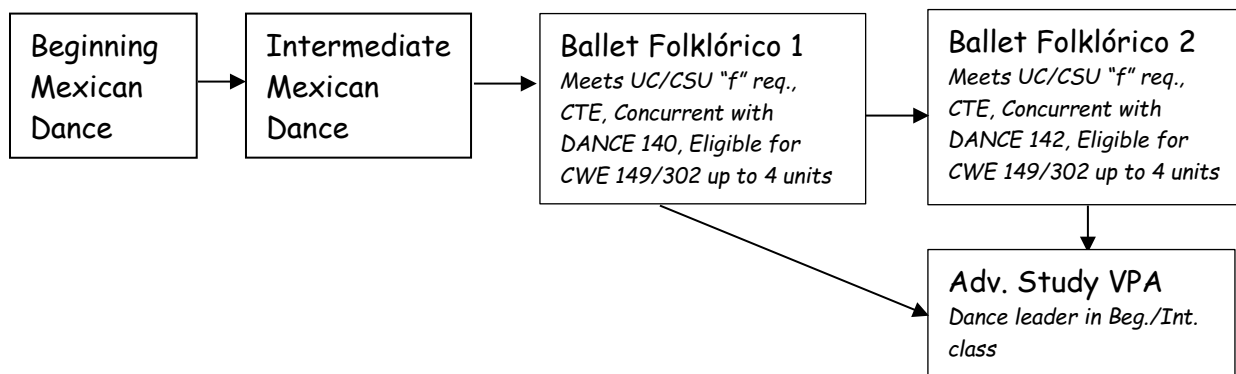 Beginning
Mexican
Dance
Intermediate
Mexican
Dance
Ballet Folklórico 1
Meets UC/CSU “f” req.,
CTE, Concurrent with
DANCE 140, Eligible for
CWE 149/302 up to 4 units
Ballet Folklórico 2
Meets UC/CSU “f” req.,
CTE, Concurrent with
DANCE 142, Eligible for
CWE 149/302 up to 4 units
Adv. Study VPA
Dance leader in Beg./Int.
class